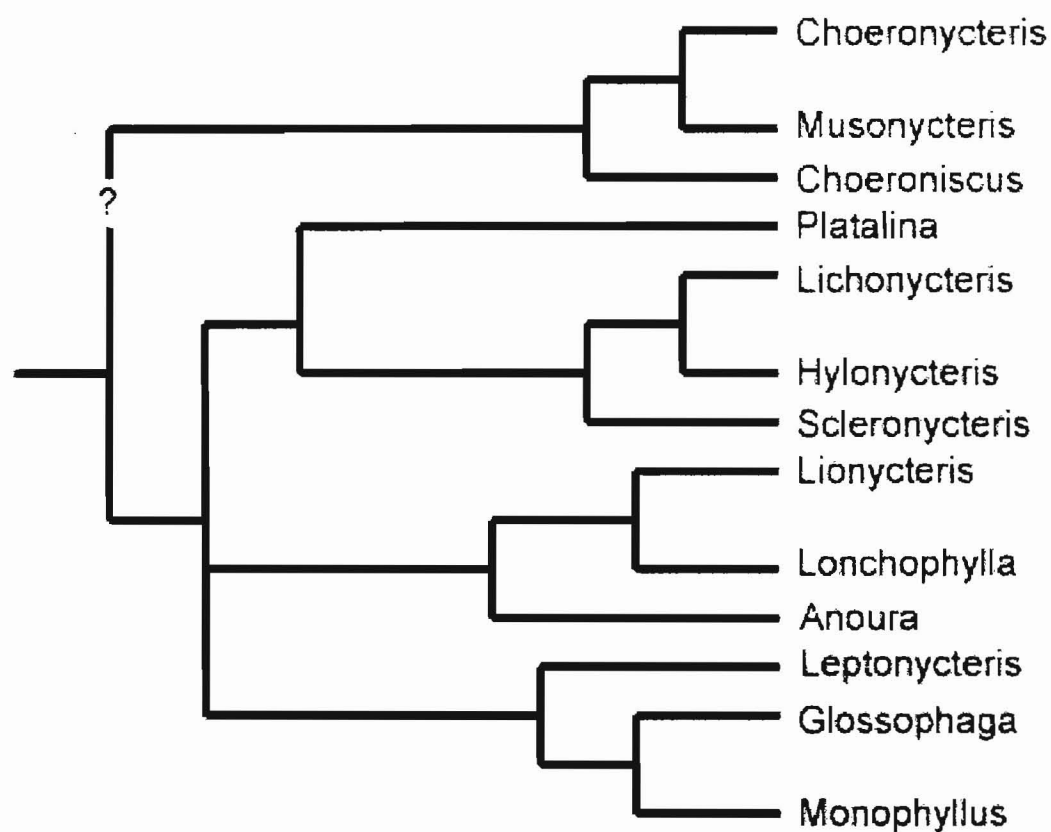 Choeronycteris
Musonycteris
Choeroniscus
?
Platalina
Lichonycteris
Hylonycteris
Scleronycteris
Lionycteris
Lonchophylla
Anoura
Leptonycteris
Glossophaga
Monophyllus